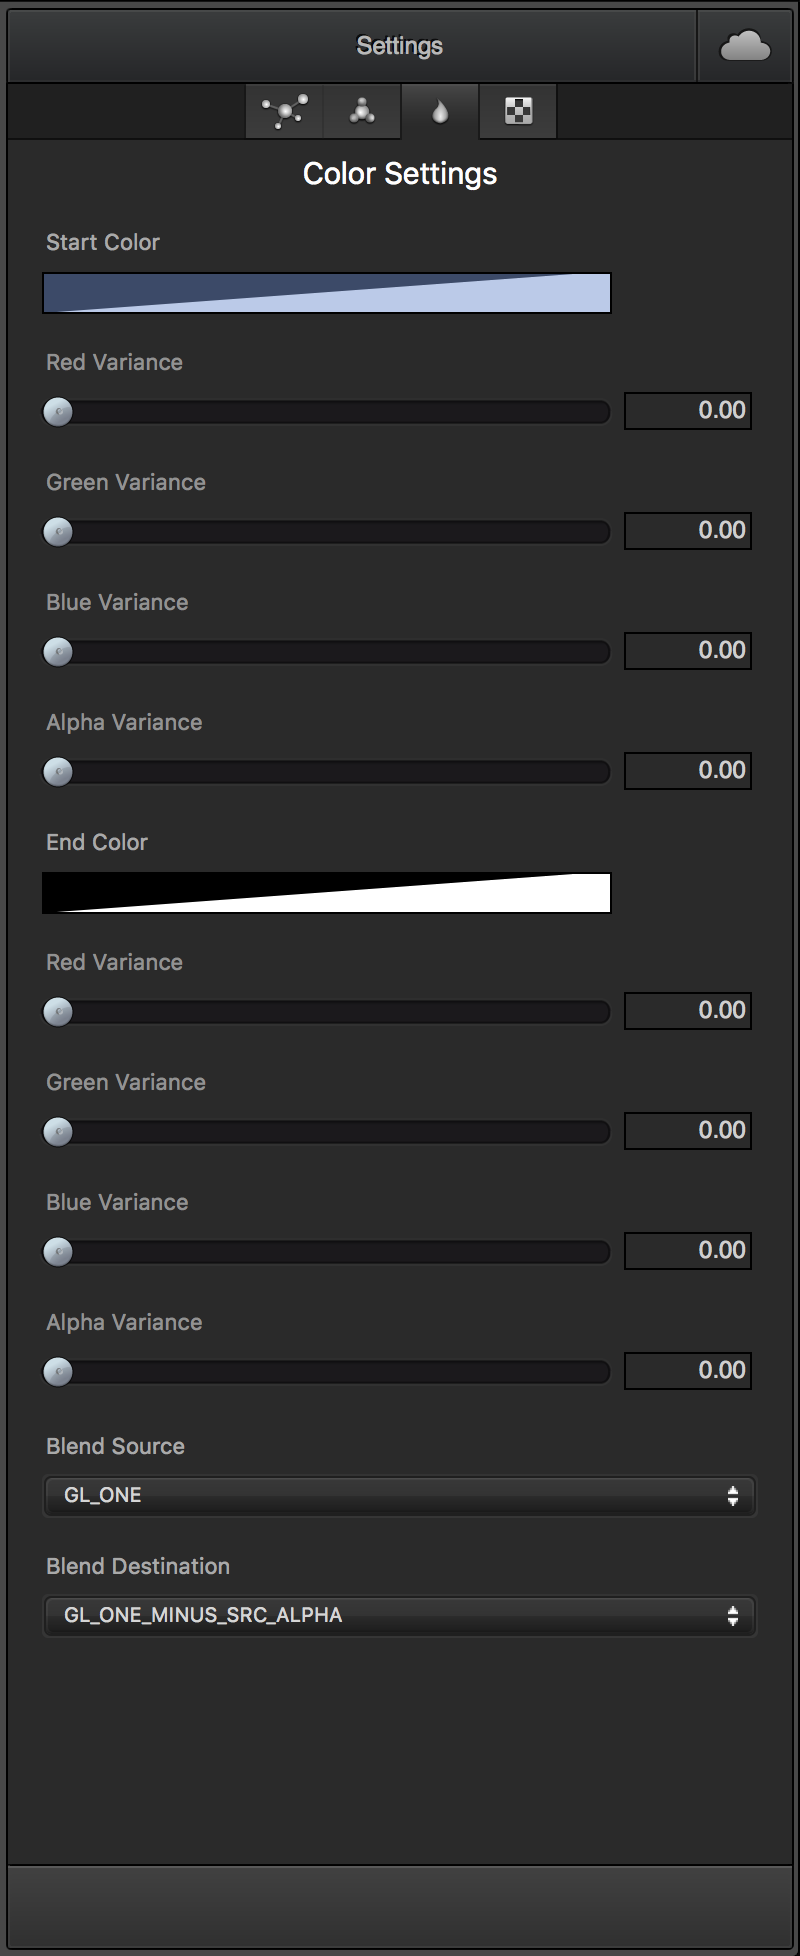 Settings
Color Settings
Start Color
Red Variance
0.00
Green Variance
0.00
Blue Variance
0.00
Alpha Variance
0.00
End Color
Red Variance
0.00
Green Variance
0.00
Blue Variance
0.00
Alpha Variance
0.00
Blend Source
GL_ONE
Blend Destination
GL_ONE_MINUS_SRC_ALPHA